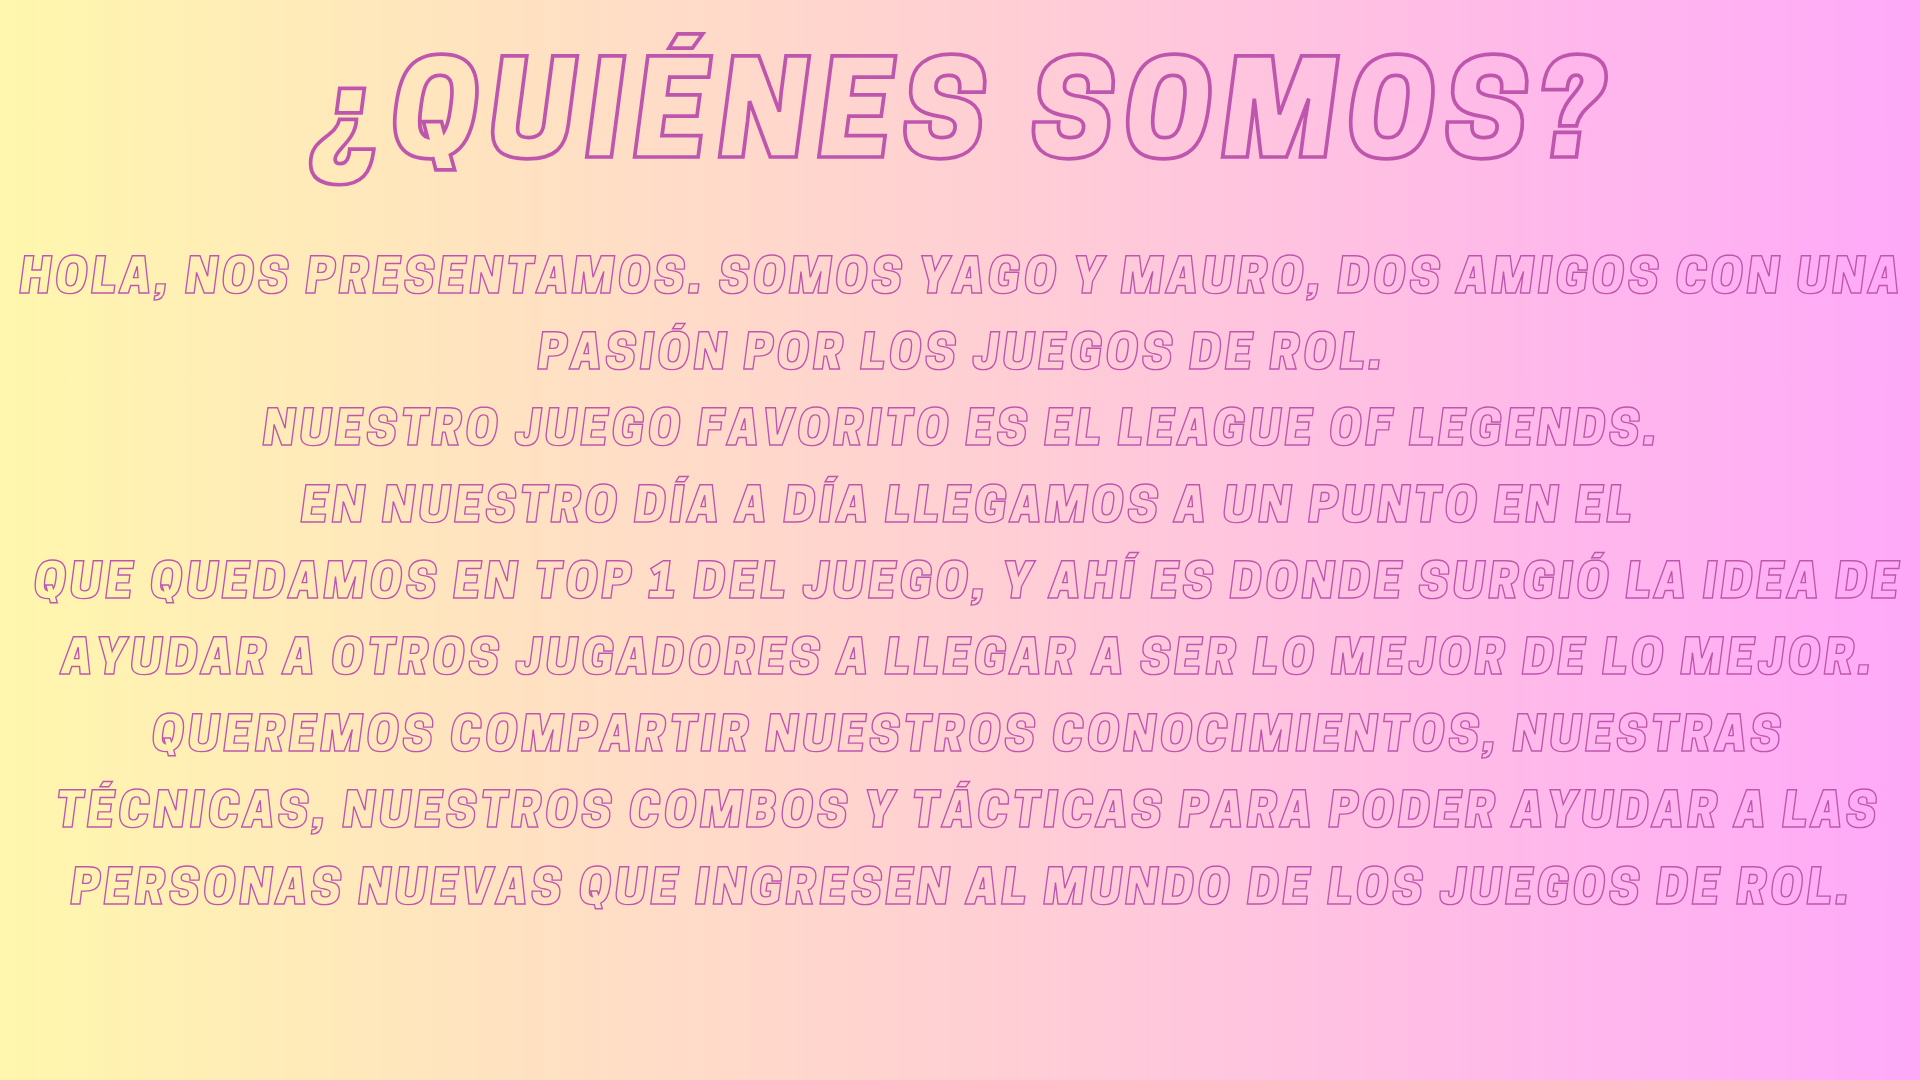 ¿QUIÉNES SOMOS?
HOLA, NOS PRESENTAMOS. SOMOS YAGO Y MAURO, DOS AMIGOS CON UNA
PASIÓN POR LOS JUEGOS DE ROL.
NUESTRO JUEGO FAVORITO ES EL LEAGUE OF LEGENDS.
EN NUESTRO DÍA A DÍA LLEGAMOS A UN PUNTO EN EL
QUE QUEDAMOS EN TOP 1 DEL JUEGO, Y AHÍ ES DONDE SURGIÓ LA IDEA DE
AYUDAR A OTROS JUGADORES A LLEGAR A SER LO MEJOR DE LO MEJOR.
QUEREMOS COMPARTIR NUESTROS CONOCIMIENTOS, NUESTRAS
TÉCNICAS, NUESTROS COMBOS Y TÁCTICAS PARA PODER AYUDAR A LAS
PERSONAS NUEVAS QUE INGRESEN AL MUNDO DE LOS JUEGOS DE ROL.